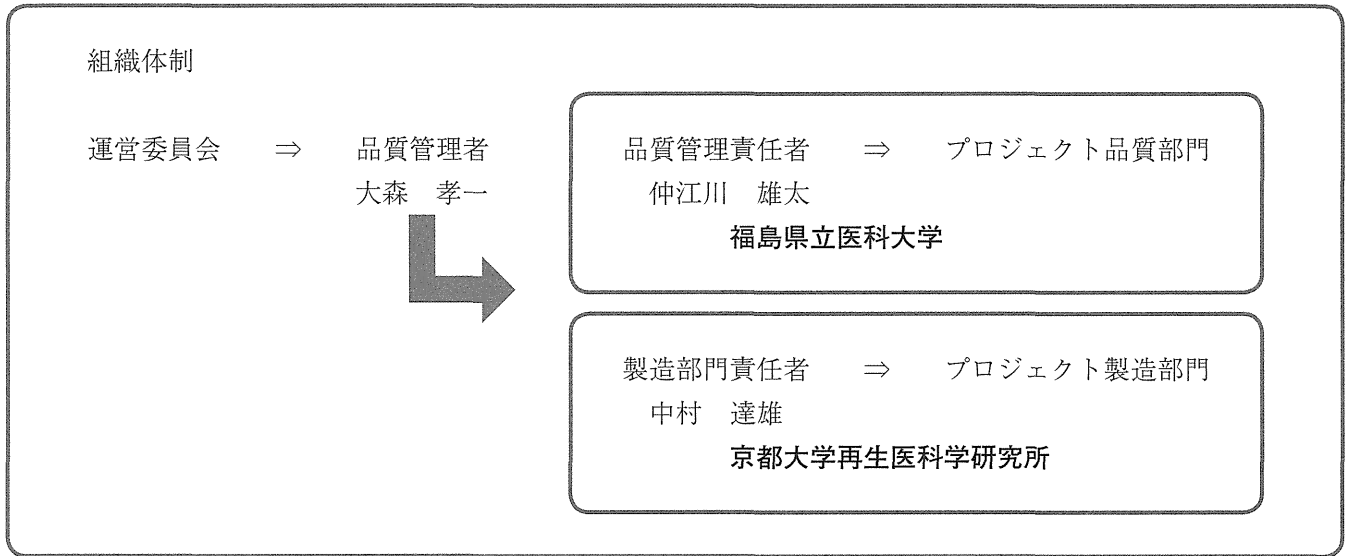 組織体制
運営委員会 ⇒ 品質管理者
大森 孝一
品質管理責任者 ⇒ プロジェクト品質部門
仲江川 雄太
福島県立医科大学
製造部門責任者 ⇒ プロジェクト製造部門
中村 達雄
京都大学再生医科学研究所